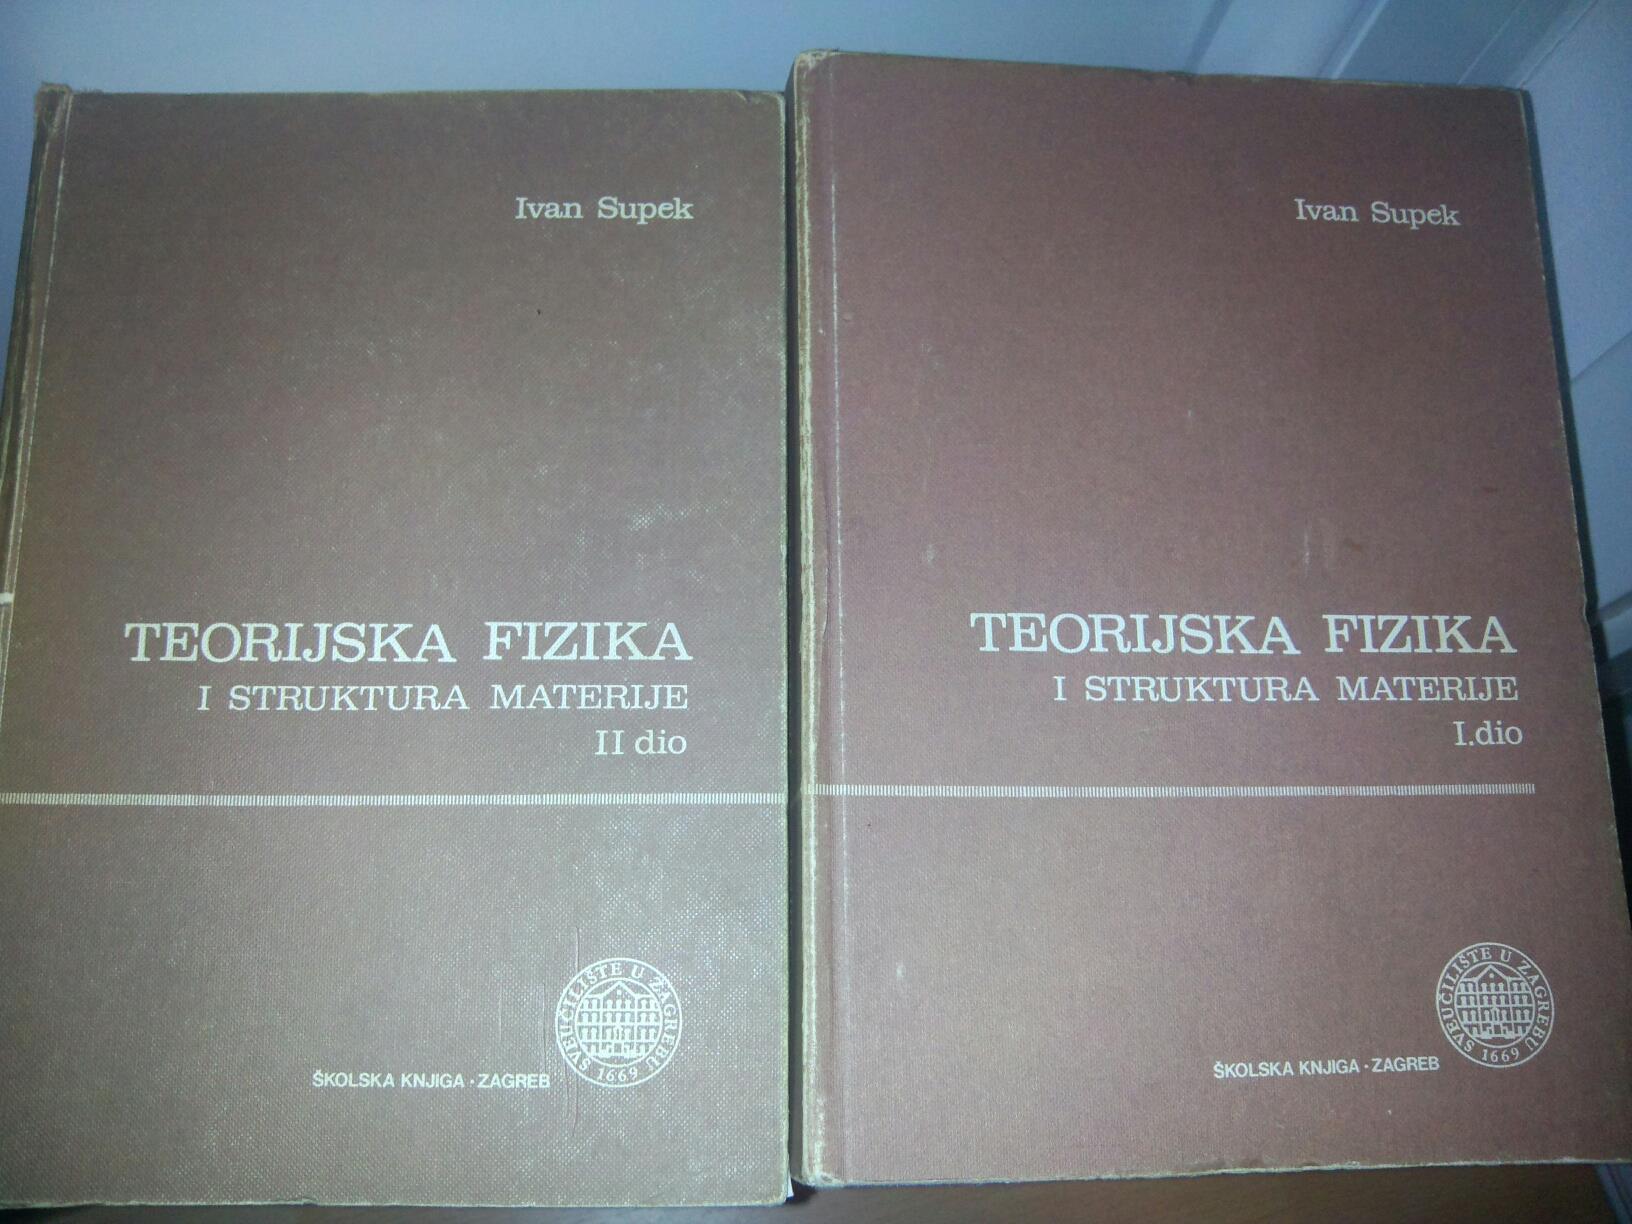 Ivan Supek
TEORIJSKA FIZIKA
I STRUKTURA MATERIJE
II dio
SVEUČILIŠTE U ZAGREBU
1669
ŠKOLSKA KNJIGA · ZAGREB
Ivan Supek
TEORIJSKA FIZIKA
I STRUKTURA MATERIJE
I.dio
SVEUČILIŠTE U ZAGREBU
1669
ŠKOLSKA KNJIGA · ZAGREB